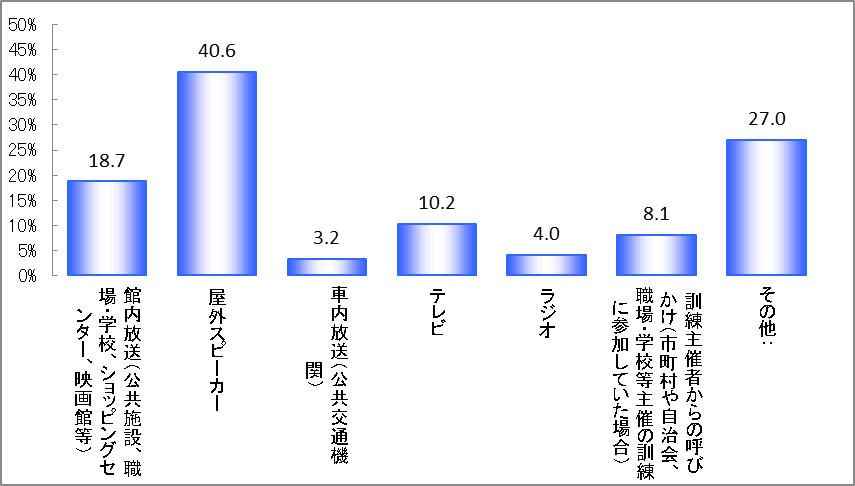 50%
45%
40%
35%
30%
25%
20%
15%
10%
5%
0%
18.7
40.6
3.2
10.2
4.0
8.1
27.0
館内放送(公共施設、職
場・学校、ショッピングセ
ンター、映画館等)
屋外スピーカー
車内放送(公共交通機
関)
テレビ
ラジオ
訓練主催者からの呼び
かけ(市町村や自治会、
職場・学校等主催の訓練
に参加していた場合)
その他: